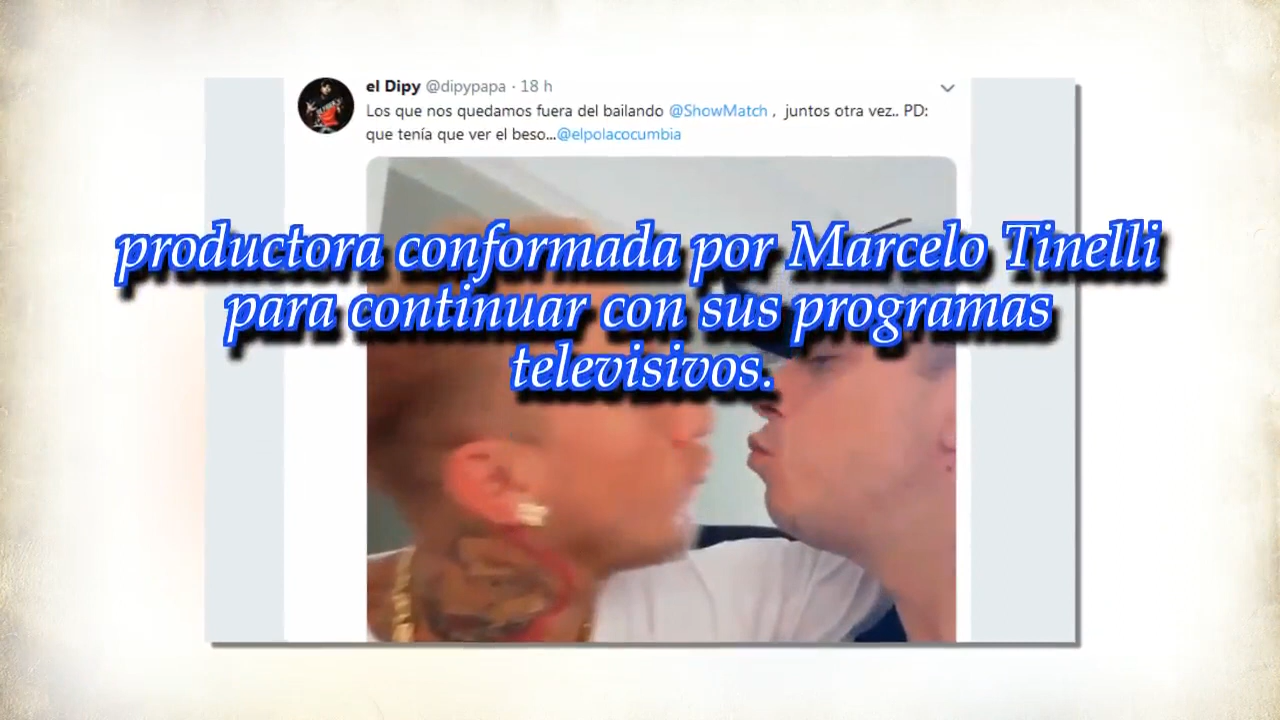 el Dipy @dipypapa · 18 h
Los que nos quedamos fuera del bailando @ShowMatch , juntos otra vez.. PD:
que tenía que ver el beso...@elpolacocumbia
productora conformada por Marcelo Tinelli
para continuar con sus programas
televisivos.